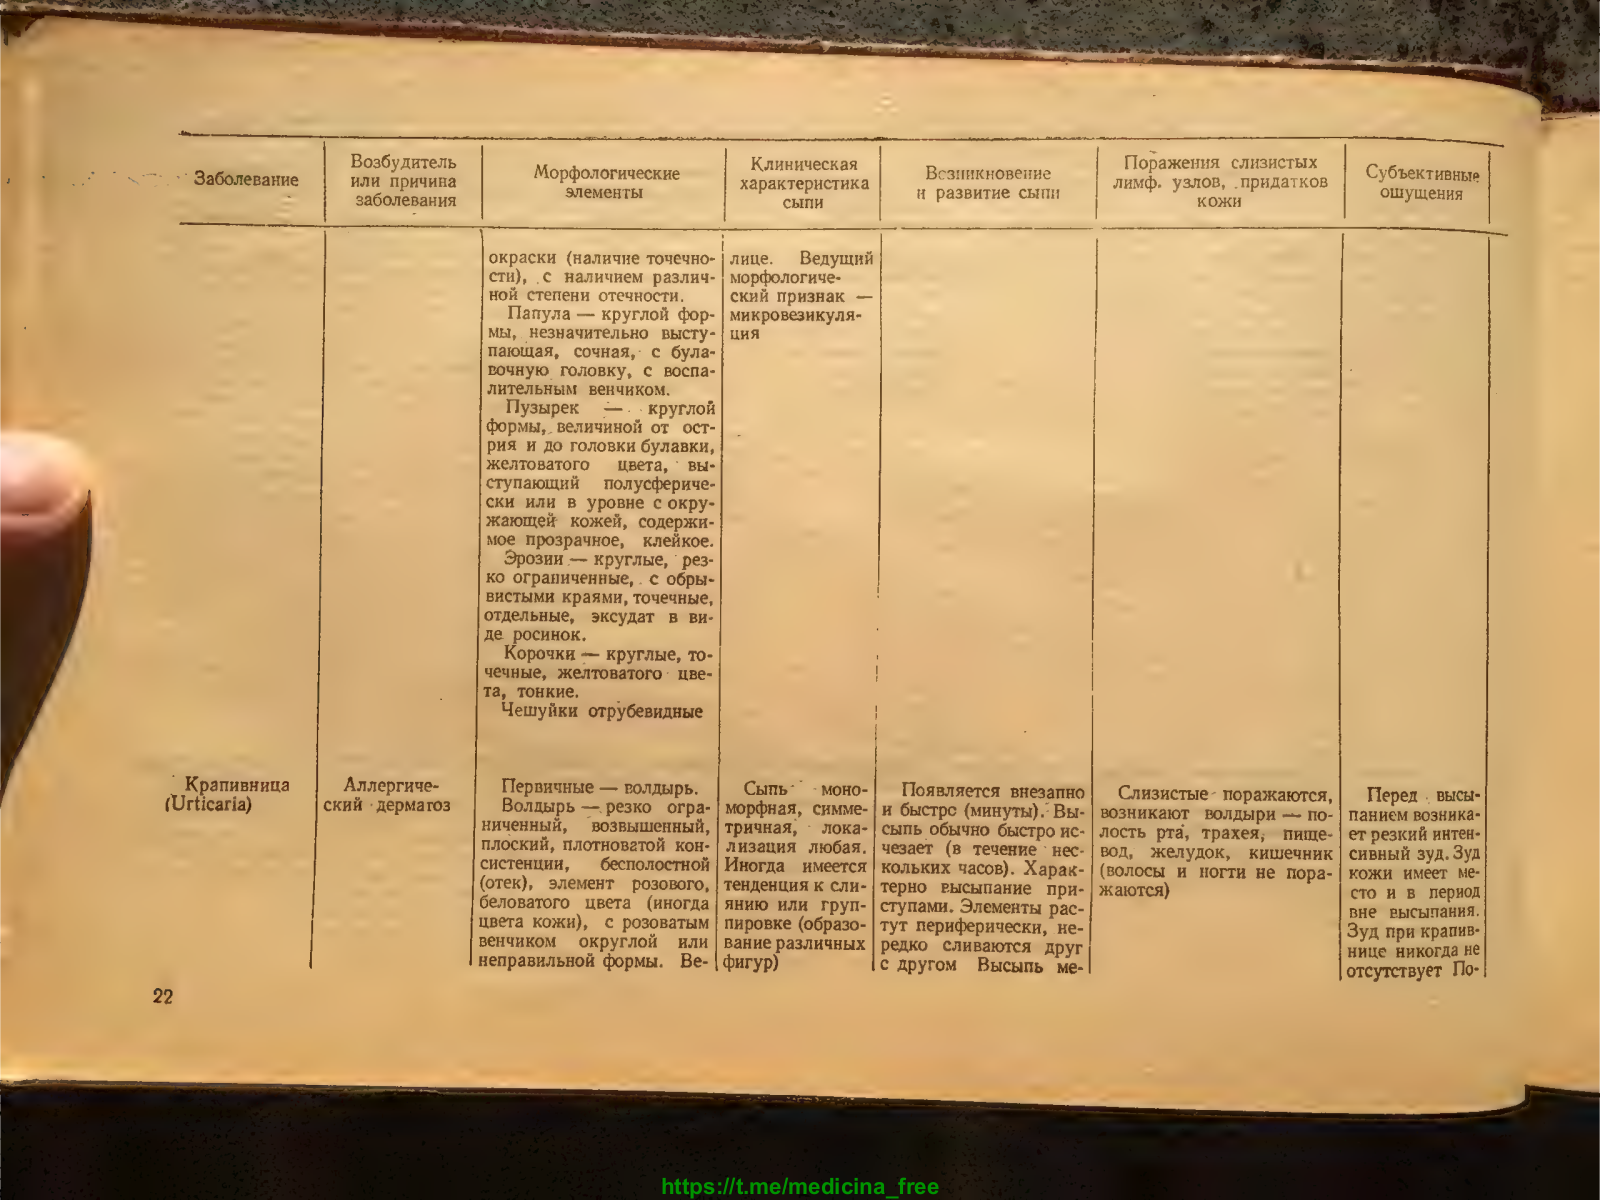 Заболевание
Возбудитель
или причина
заболевания
Морфологические
элементы
Клиническая
характеристика
сыпи
Возникновение
и развитие сыпи
Поражения слизистых
лимф. узлов, придатков
кожи
Субъективные
ошущения
окраски (наличие точечно-
сти), с наличием различ-
ной степени отечности.
Папула — круглой фор-
мы, незначительно высту-
пающая, сочная, с була-
вочную головку, с воспа-
лительным венчиком.
Пузырек — круглой
формы, величиной от ост-
рия и до головки булавки,
желтоватого цвета, вы-
ступающий полусфериче-
ски или в уровне с окру-
жающей кожей, содержи-
мое прозрачное, клейкое.
Эрозии — круглые, рез-
ко ограниченные, с обры-
вистыми краями, точечные,
отдельные, эксудат в ви-
де росинок.
Корочки — круглые, то-
чечные, желтоватого цве-
та, тонкие.
Чешуйки отрубевидные
лице. Ведущий
морфологиче-
ский признак —
микровезикуля-
ция
Крапивница
(Urticaria)
Аллергиче-
ский дерматоз
Первичные — волдырь.
Волдырь — резко огра-
ниченный, возвышенный,
плоский, плотноватой кон-
систенции, бесполостной
(отек), элемент розового,
беловатого цвета (иногда
цвета кожи), с розоватым
венчиком округлой или
неправильной формы. Ве-
Сыпь моно-
морфная, симме-
тричная, лока-
лизация любая.
Иногда имеется
тенденция к сли-
янию или груп-
пировке (образо-
вание различных
фигур)
Появляется внезапно
и быстро (минуты). Вы-
сыпь обычно быстро ис-
чезает (в течение нес-
кольких часов). Харак-
терно высыпание при-
ступами. Элементы рас-
тут периферически, не-
редко сливаются друг
с другом Высыпь ме-
Слизистые поражаются,
возникают волдыри — по-
лость рта, трахея, пище-
вод, желудок, кишечник
(волосы и ногти не пора-
жаются)
Перед высы-
панием возника-
ет резкий интен-
сивный зуд. Зуд
кожи имеет ме-
сто и в период
вне высыпания.
Зуд при крапив-
нице никогда не
отсутствует По-
22
https://t.me/medicina_free